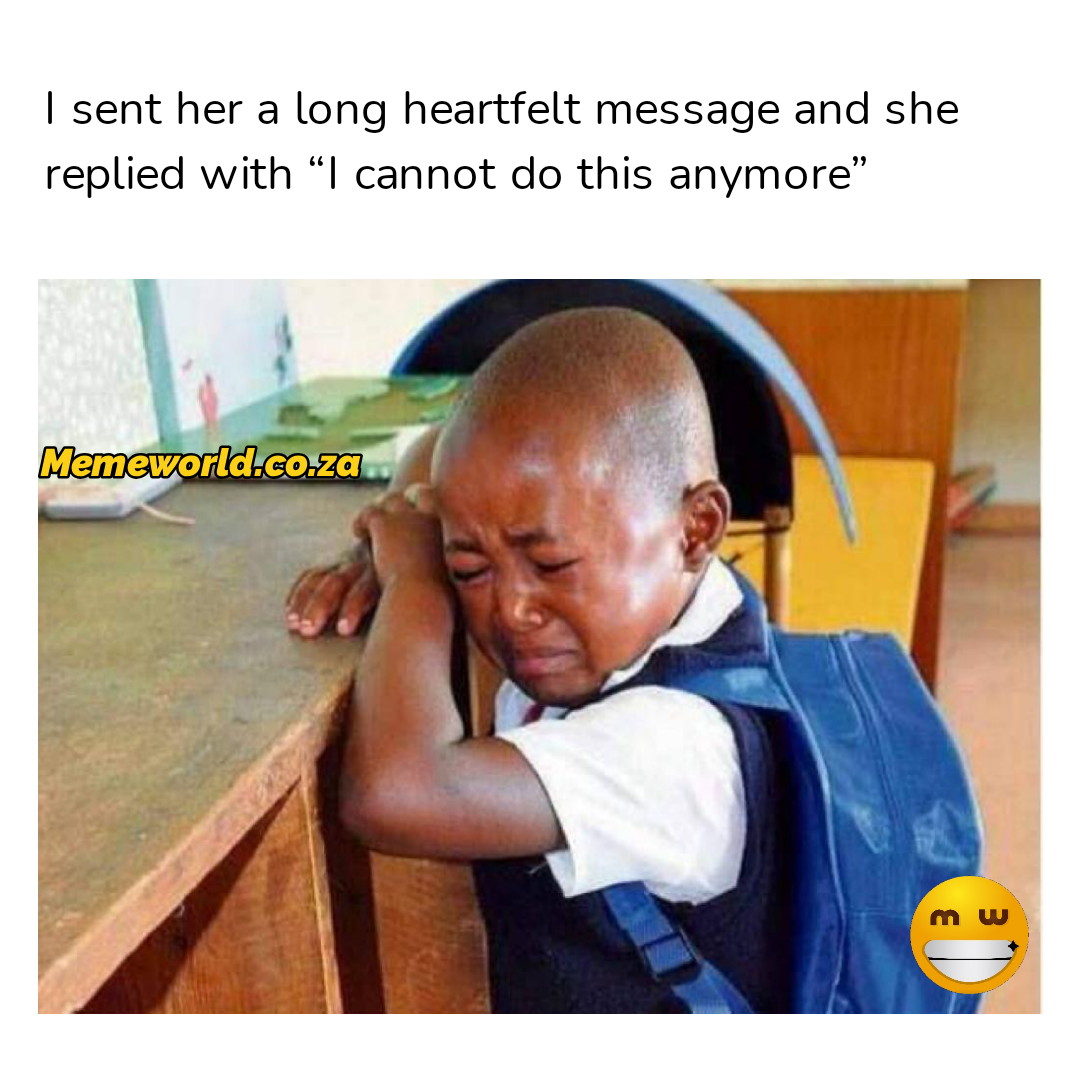 I sent her a long heartfelt message and she
replied with “I cannot do this anymore”
Memeworld.co.za
m w